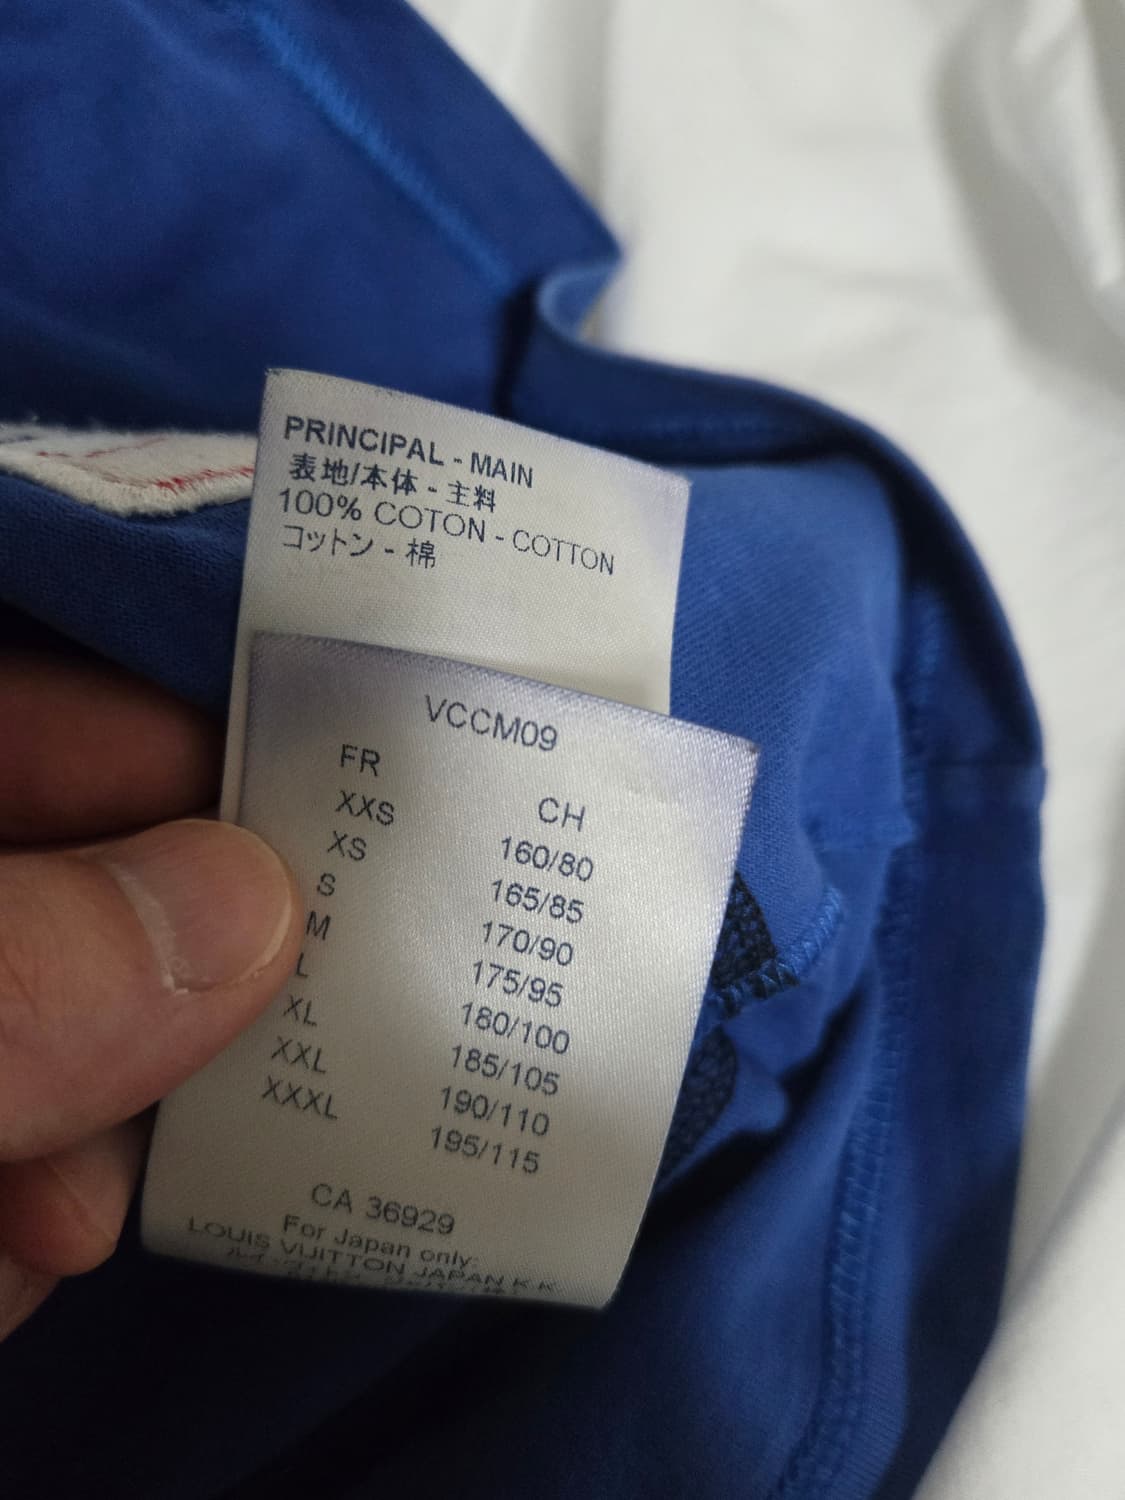 PRINCIPAL - MAIN
表地/本体 - 主料
100% COTON - COTTON
コットン - 棉
VCCM09
FR CH
XXS 160/80
XS 165/85
S 170/90
M 175/95
L 180/100
XL 185/105
XXL 190/110
XXXL 195/115
CA 36929
For Japan only:
LOUIS VUITTON JAPAN K.K.